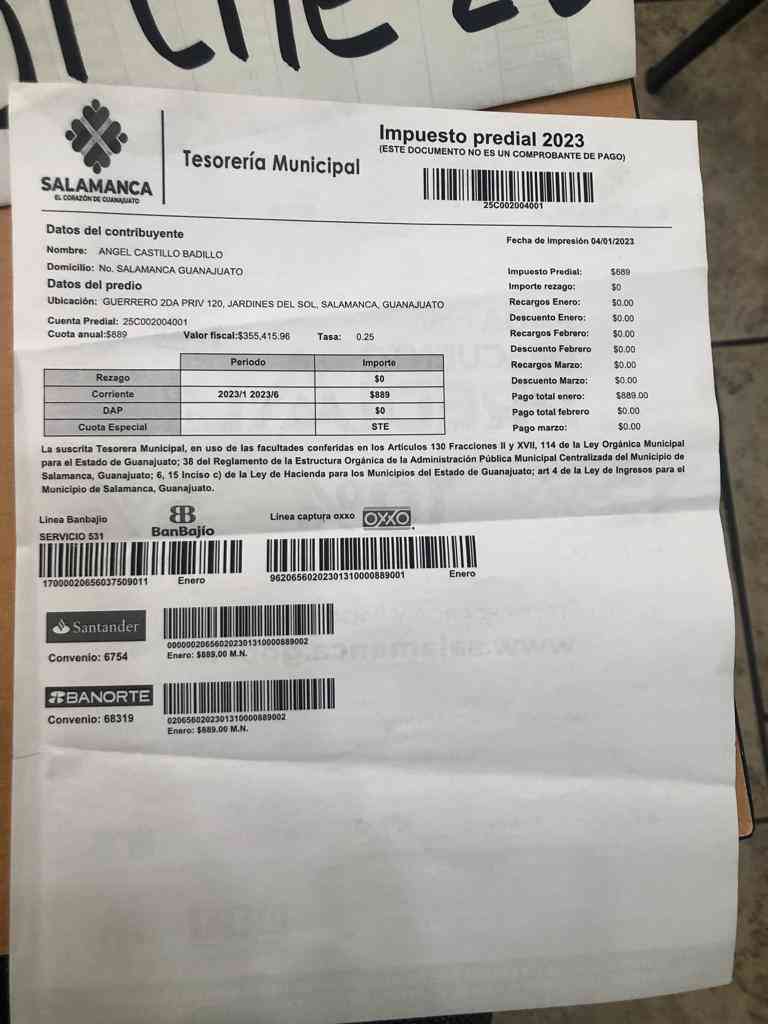 Impuesto predial 2023
(ESTE DOCUMENTO NO ES UN COMPROBANTE DE PAGO)
Tesorería Municipal
SALAMANCA
EL CORAZÓN DE GUANAJUATO
25C002004001
Datos del contribuyente
Nombre: ANGEL CASTILLO BADILLO
Domicilio: No. SALAMANCA GUANAJUATO
Datos del predio
Ubicación: GUERRERO 2DA PRIV 120, JARDINES DEL SOL, SALAMANCA, GUANAJUATO
Cuenta Predial: 25C002004001
Cuota anual:$889 Valor fiscal:$355,415.96 Tasa: 0.25
Fecha de impresión 04/01/2023
Impuesto Predial: $889
Importe rezago: $0
Recargos Enero: $0.00
Descuento Enero: $0.00
Recargos Febrero: $0.00
Descuento Febrero $0.00
Recargos Marzo: $0.00
Descuento Marzo: $0.00
Pago total enero: $889.00
Pago total febrero $0.00
Pago marzo: $0.00
Periodo Importe
Rezago $0
Corriente 2023/1 2023/6 $889
DAP $0
Cuota Especial STE
La suscrita Tesorera Municipal, en uso de las facultades conferidas en los Artículos 130 Fracciones II y XVII, 114 de la Ley Orgánica Municipal
para el Estado de Guanajuato; 38 del Reglamento de la Estructura Orgánica de la Administración Pública Municipal Centralizada del Municipio de
Salamanca, Guanajuato; 6, 15 Inciso c) de la Ley de Hacienda para los Municipios del Estado de Guanajuato; art 4 de la Ley de Ingresos para el
Municipio de Salamanca, Guanajuato.
Linea Banbajio BanBajío
SERVICIO 531
17000020656037509011 Enero
Linea captura oxxo OXXO
96206560202301310000889001 Enero
Santander
Convenio: 6754
0000002065602023013100​00889002
Enero: $889.00 M.N.
BANORTE
Convenio: 68319
0206560202301310000889002
Enero: $889.00 M.N.